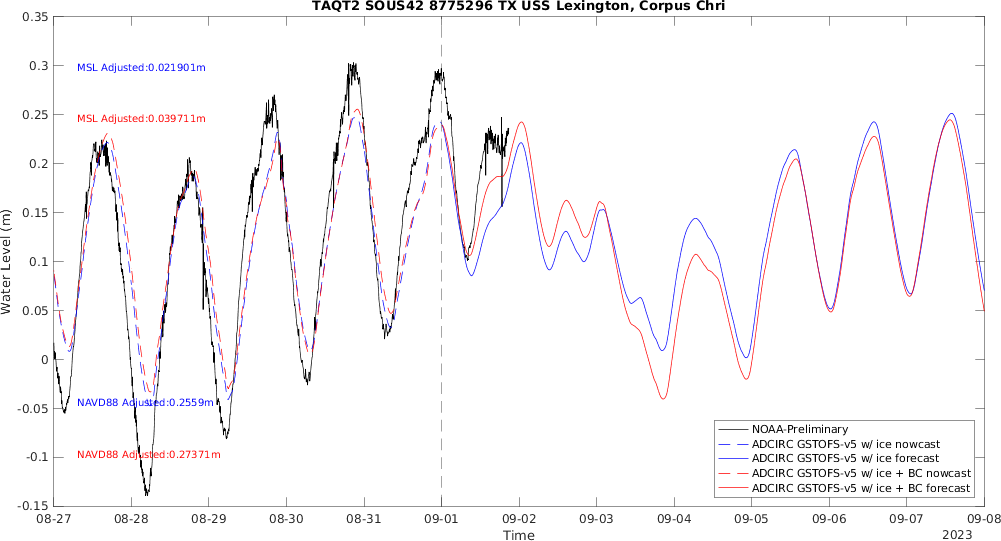 TAQT2 SOUS42 8775296 TX USS Lexington, Corpus Chri
0.35
0.3
0.25
0.2
0.15
0.1
0.05
0
-0.05
-0.1
-0.15
Water Level (m)
MSL Adjusted:0.021901m
MSL Adjusted:0.039711m
NAVD88 Adjusted:0.2559m
NAVD88 Adjusted:0.27371m
NOAA-Preliminary
ADCIRC GSTOFS-v5 w/ ice nowcast
ADCIRC GSTOFS-v5 w/ ice forecast
ADCIRC GSTOFS-v5 w/ ice + BC nowcast
ADCIRC GSTOFS-v5 w/ ice + BC forecast
08-27 08-28 08-29 08-30 08-31 09-01 09-02 09-03 09-04 09-05 09-06 09-07 09-08
Time
2023